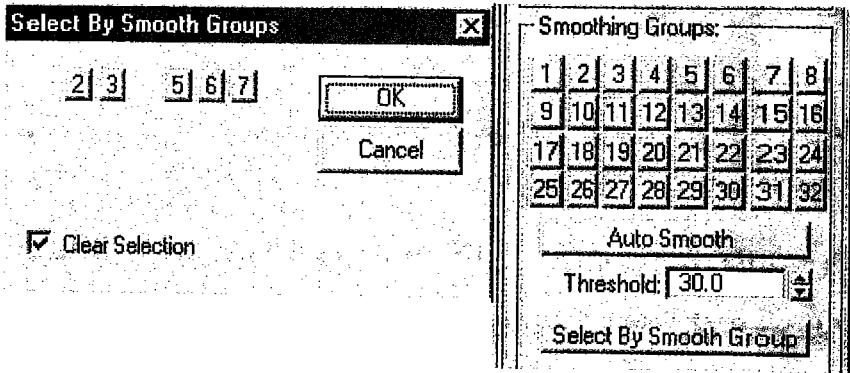 Select By Smooth Groups
2 3 5 6 7
OK
Cancel
Clear Selection
Smoothing Groups:
1 2 3 4 5 6 7 8
9 10 11 12 13 14 15 16
17 18 19 20 21 22 23 24
25 26 27 28 29 30 31 32
Auto Smooth
Threshold: 30.0
Select By Smooth Group